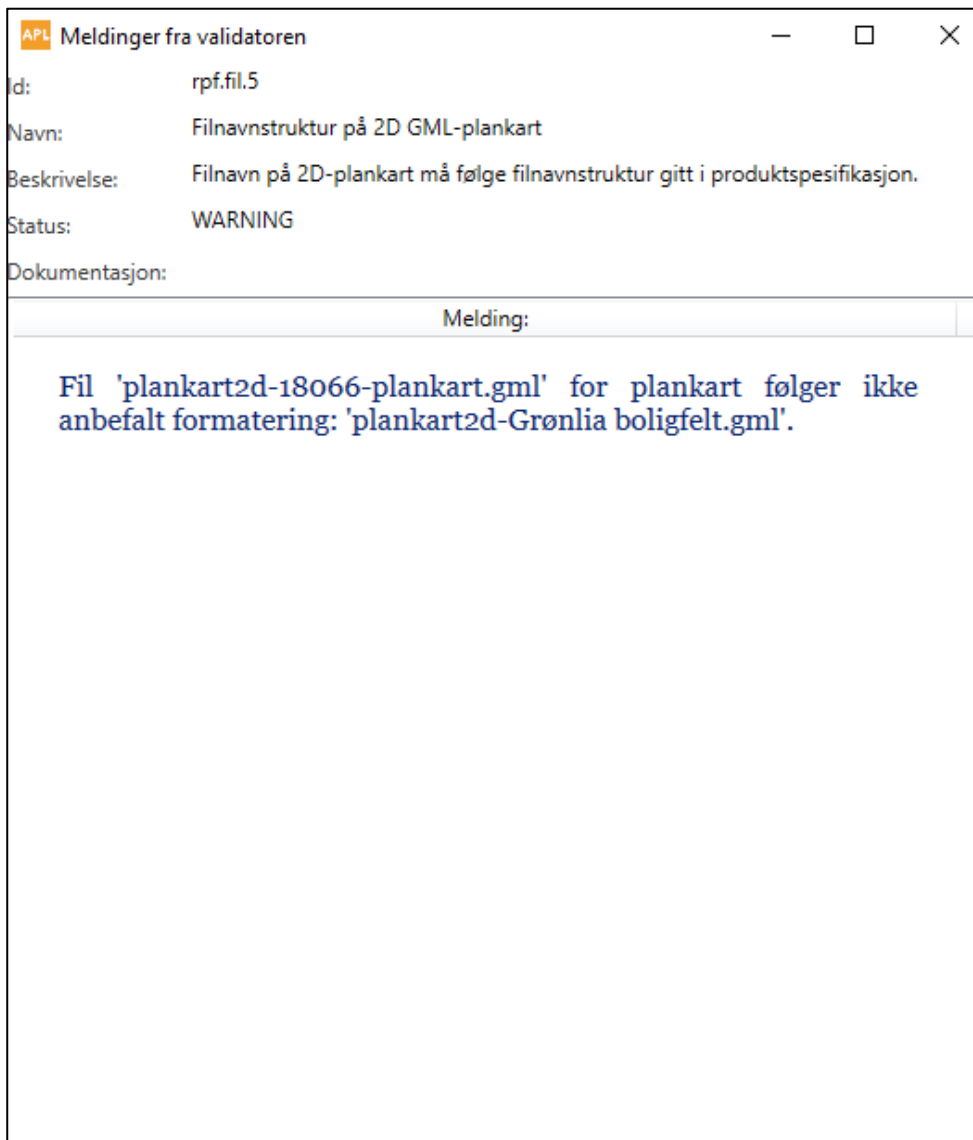 APL Meldinger fra validatoren
Id: rpf.fil.5
Navn: Filnavnstruktur på 2D GML-plankart
Beskrivelse: Filnavn på 2D-plankart må følge filnavnstruktur gitt i produktspesifikasjon.
Status: WARNING
Dokumentasjon:
Melding:
Fil 'plankart2d-18066-plankart.gml' for plankart følger ikke
anbefalt formatering: 'plankart2d-Grønlia boligfelt.gml'.